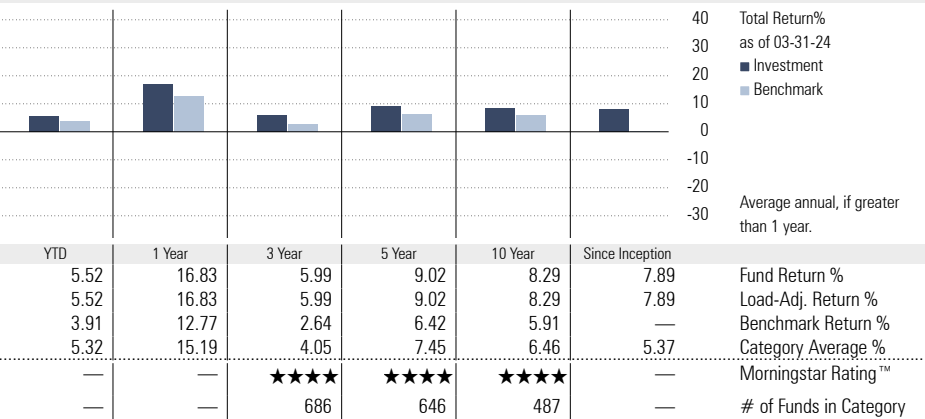 40
30
20
10
0
-10
-20
-30
Total Return%
as of 03-31-24
Investment
Benchmark
Average annual, if greater
than 1 year.
YTD 1 Year 3 Year 5 Year 10 Year Since Inception
5.52 16.83 5.99 9.02 8.29 7.89 Fund Return %
5.52 16.83 5.99 9.02 8.29 7.89 Load-Adj. Return %
3.91 12.77 2.64 6.42 5.91 — Benchmark Return %
5.32 15.19 4.05 7.45 6.46 5.37 Category Average %
— — ★★★★ ★★★★ ★★★★ — Morningstar Rating™
— — 686 646 487 — # of Funds in Category